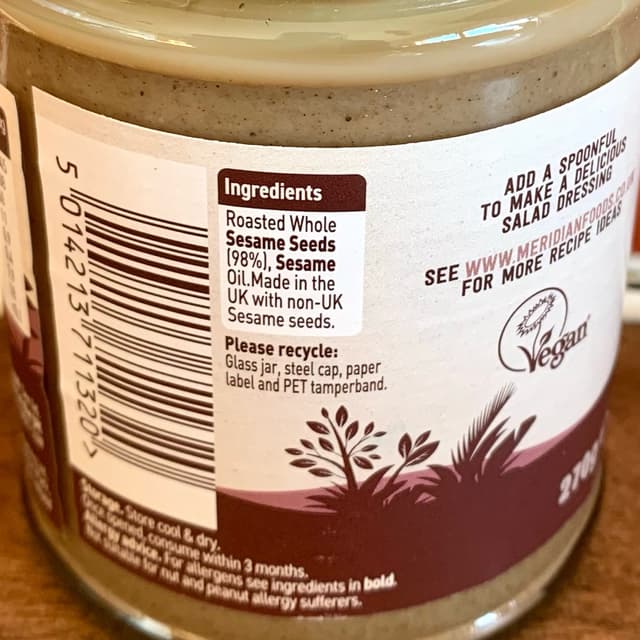 5 014213 711320 >
Ingredients
Roasted Whole
Sesame Seeds
(98%), Sesame
Oil.Made in the
UK with non-UK
Sesame seeds.
Please recycle:
Glass jar, steel cap, paper
label and PET tamperband.
ADD A SPOONFUL
TO MAKE A DELICIOUS
SALAD DRESSING
SEE WWW.MERIDIANFOODS.CO.UK
FOR MORE RECIPE IDEAS
Vegan
270g
Storage. Store cool & dry.
Once opened, consume within 3 months.
Allergy advice. For allergens see ingredients in bold.
for nut and peanut allergy sufferers.